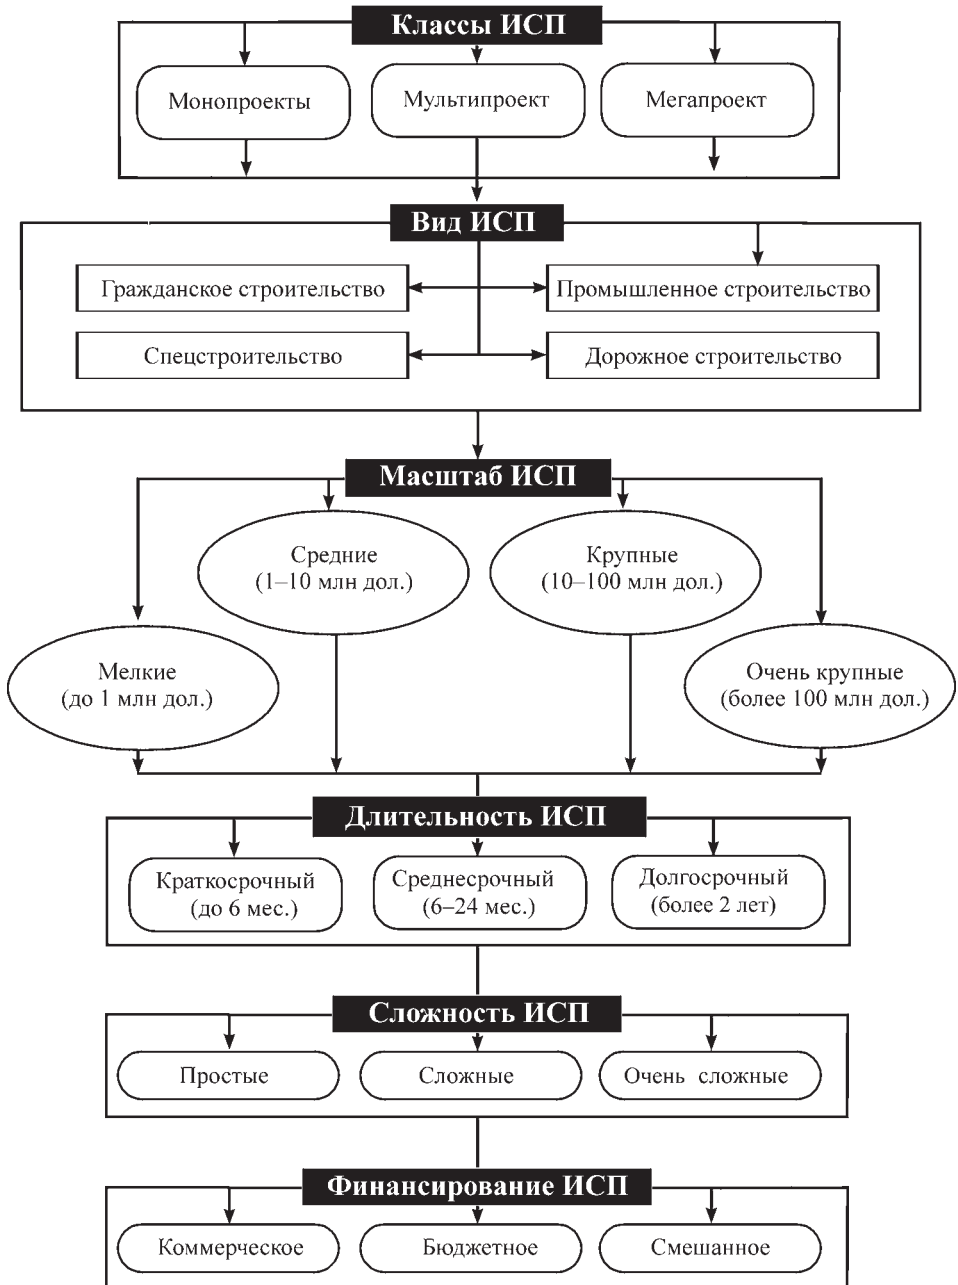 Классы ИСП
Монопроекты
Мультипроект
Мегапроект
Вид ИСП
Гражданское строительство
Промышленное строительство
Спецстроительство
Дорожное строительство
Масштаб ИСП
Средние
(1–10 млн дол.)
Крупные
(10–100 млн дол.)
Мелкие
(до 1 млн дол.)
Очень крупные
(более 100 млн дол.)
Длительность ИСП
Краткосрочный
(до 6 мес.)
Среднесрочный
(6–24 мес.)
Долгосрочный
(более 2 лет)
Сложность ИСП
Простые
Сложные
Очень сложные
Финансирование ИСП
Коммерческое
Бюджетное
Смешанное